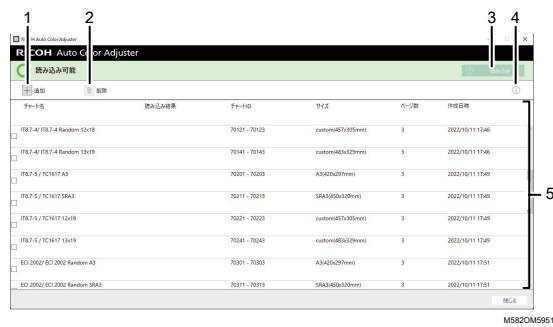 1
2
3
4
RICOH Auto Color Adjuster
RICOH Auto Color Adjuster
読み込み可能
追加
削除
チャート名 読み込み結果 チャートID サイズ ページ数 作成日時
IT8.7-4/ IT8.7-4 Random 12x18 70121 - 70123 custom(457x305mm) 3 2022/10/11 17:46
IT8.7-4/ IT8.7-4 Random 13x19 70141 - 70143 custom(483x329mm) 3 2022/10/11 17:46
IT8.7-5 / TC1617 A3 70201 - 70203 A3(420x297mm) 3 2022/10/11 17:49
IT8.7-5 / TC1617 SRA3 70211 - 70213 SRA3(450x320mm) 3 2022/10/11 17:49
5
IT8.7-5 / TC1617 12x18 70221 - 70223 custom(457x305mm) 3 2022/10/11 17:49
IT8.7-5 / TC1617 13x19 70241 - 70243 custom(483x329mm) 3 2022/10/11 17:49
ECI 2002/ ECI 2002 Random A3 70301 - 70303 A3(420x297mm) 3 2022/10/11 17:51
ECI 2002/ ECI 2002 Random SRA3 70311 - 70313 SRA3(450x320mm) 3 2022/10/11 17:51
閉じる
M582OM5951